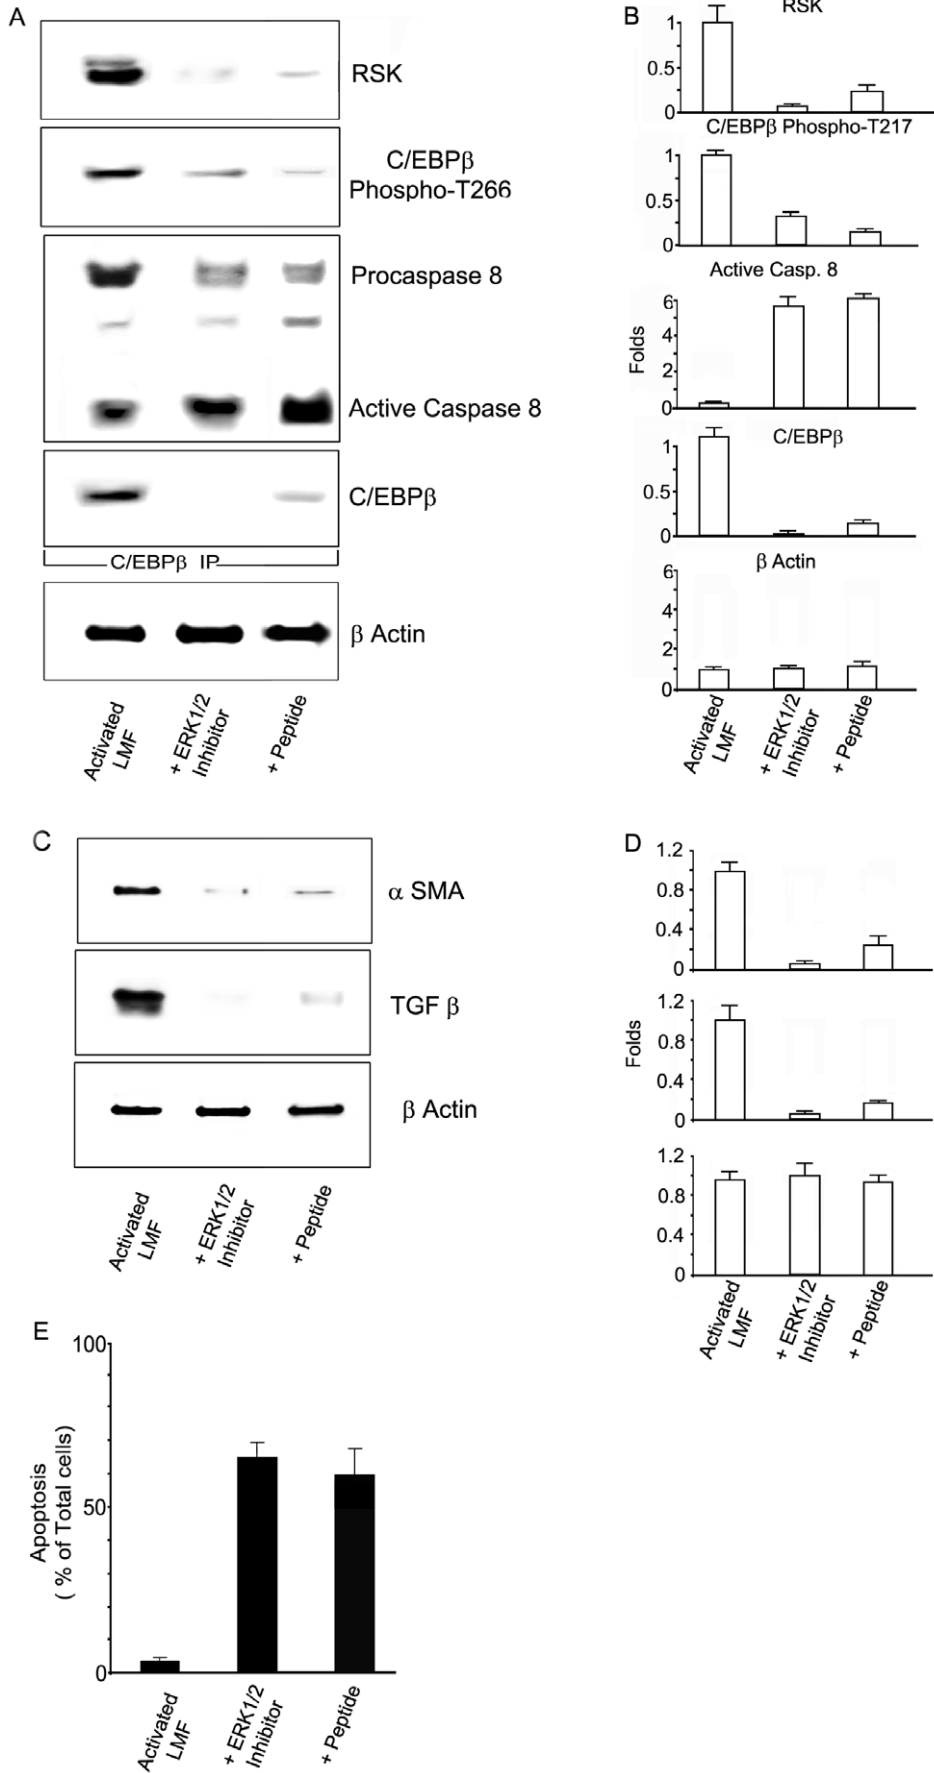 A
RSK
C/EBPβ
Phospho-T266
Procaspase 8
Active Caspase 8
C/EBPβ
C/EBPβ IP
β Actin
Activated
LMF
+ ERK1/2
Inhibitor
+ Peptide
B
RSK
1
0.5
0
C/EBPβ Phospho-T217
1
0.5
0
Active Casp. 8
Folds
6
4
2
0
C/EBPβ
1
0.5
0
β Actin
6
4
2
0
Activated
LMF
+ ERK1/2
Inhibitor
+ Peptide
C
α SMA
TGF β
β Actin
Activated
LMF
+ ERK1/2
Inhibitor
+ Peptide
D
1.2
0.8
0.4
0
Folds
1.2
0.8
0.4
0
1.2
0.8
0.4
0
Activated
LMF
+ ERK1/2
Inhibitor
+ Peptide
E
Apoptosis
( % of Total cells)
100
50
0
Activated
LMF
+ ERK1/2
Inhibitor
+ Peptide